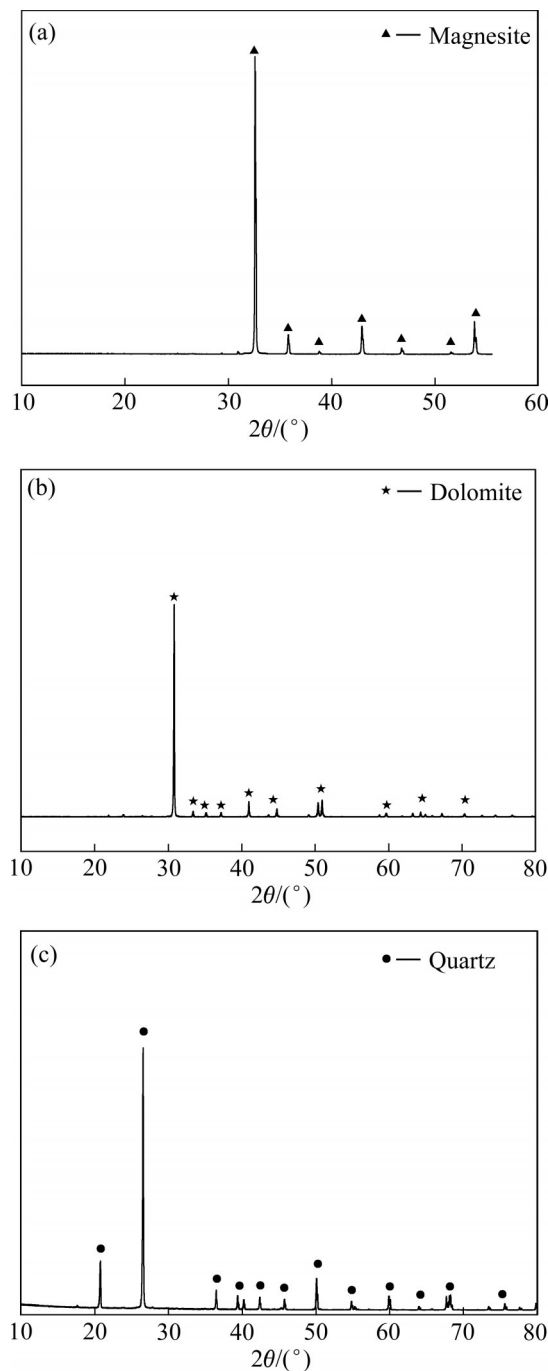 (a)
▲ — Magnesite
10 20 30 40 50 60
2θ/(°)
(b)
★ — Dolomite
10 20 30 40 50 60 70 80
2θ/(°)
(c)
● — Quartz
10 20 30 40 50 60 70 80
2θ/(°)